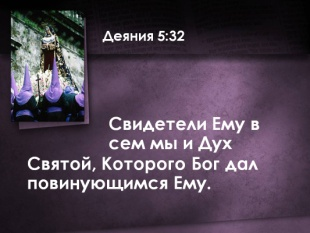 Деяния 5:32
Свидетели Ему в
сем мы и Дух
Святой, Которого Бог дал
повинующимся Ему.